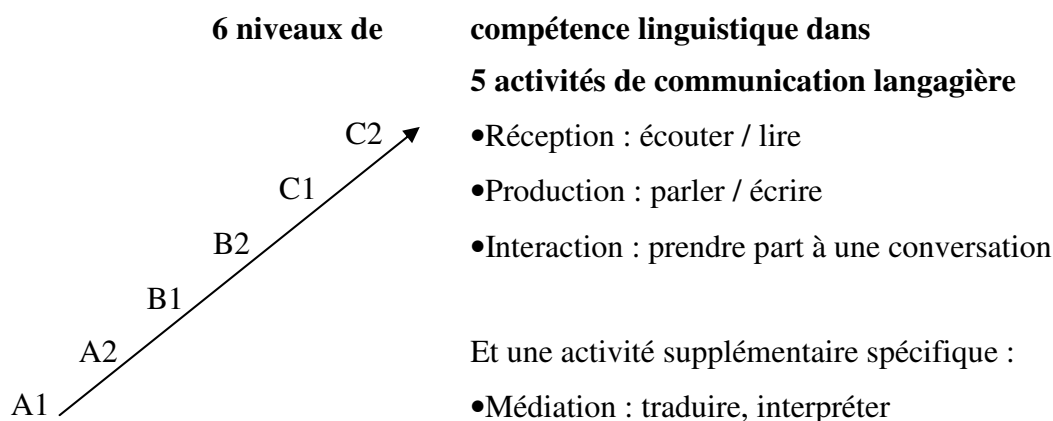 6 niveaux de compétence linguistique dans
5 activités de communication langagière
C2 •Réception : écouter / lire
C1 •Production : parler / écrire
B2 •Interaction : prendre part à une conversation
B1
A2 Et une activité supplémentaire spécifique :
A1 •Médiation : traduire, interpréter